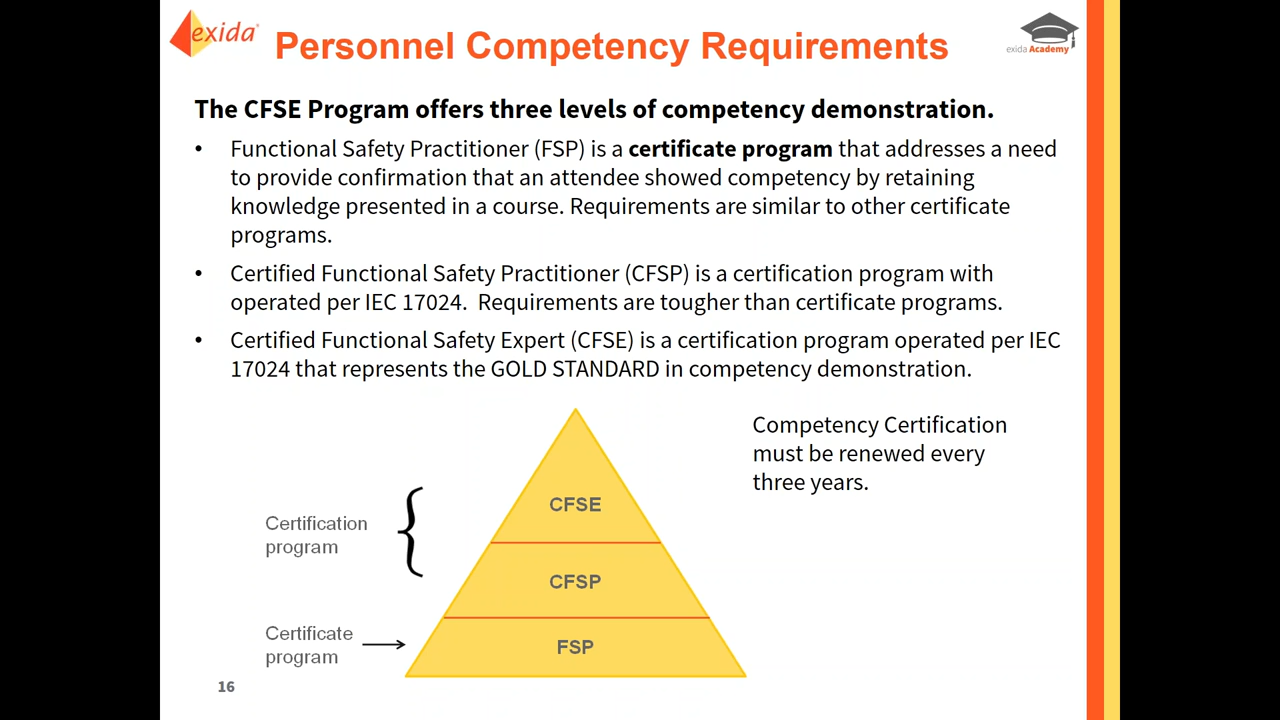 exida
Personnel Competency Requirements
exida Academy
The CFSE Program offers three levels of competency demonstration.
• Functional Safety Practitioner (FSP) is a certificate program that addresses a need
to provide confirmation that an attendee showed competency by retaining
knowledge presented in a course. Requirements are similar to other certificate
programs.
• Certified Functional Safety Practitioner (CFSP) is a certification program with
operated per IEC 17024.  Requirements are tougher than certificate programs.
• Certified Functional Safety Expert (CFSE) is a certification program operated per IEC
17024 that represents the GOLD STANDARD in competency demonstration.
Competency Certification
must be renewed every
three years.
CFSE
Certification
program
CFSP
Certificate
program
FSP
16